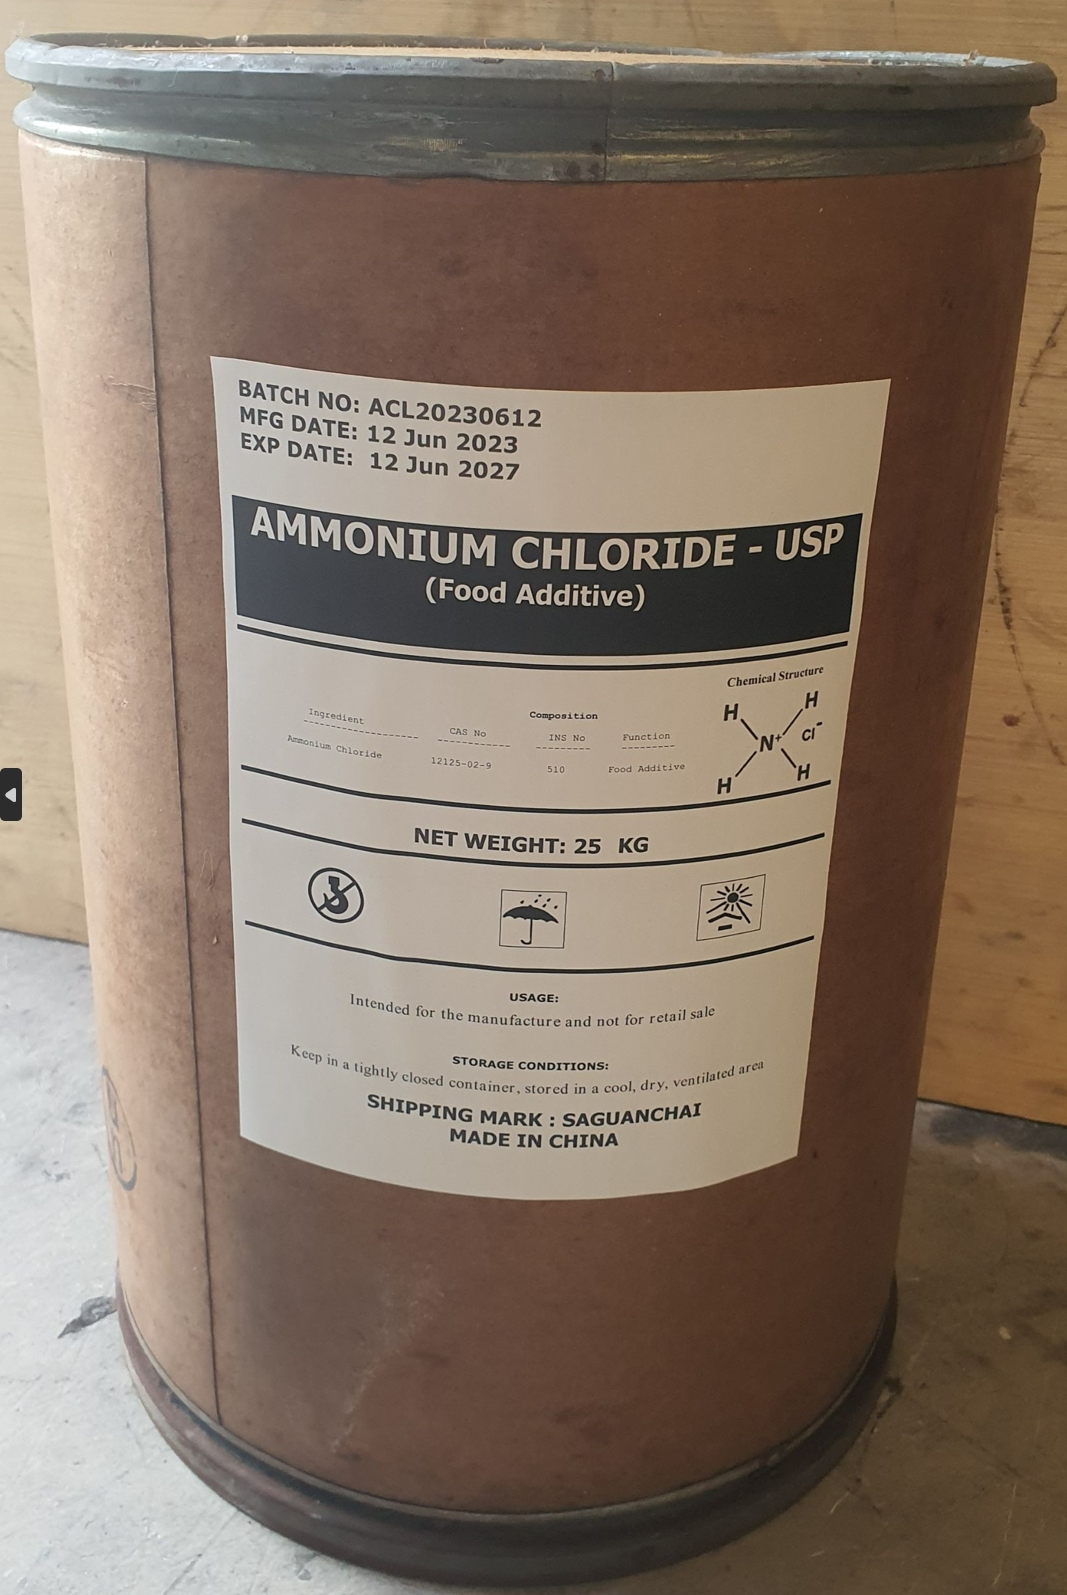 BATCH NO: ACL20230612
MFG DATE: 12 Jun 2023
EXP DATE: 12 Jun 2027
AMMONIUM CHLORIDE - USP
(Food Additive)
Chemical Structure
Composition
Ingredient CAS No INS No Function
Ammonium Chloride 12125-02-9 510 Food Additive
H H
N+ Cl-
H H
NET WEIGHT: 25 KG
USAGE:
Intended for the manufacture and not for retail sale
STORAGE CONDITIONS:
Keep in a tightly closed container, stored in a cool, dry, ventilated area
SHIPPING MARK : SAGUANCHAI
MADE IN CHINA